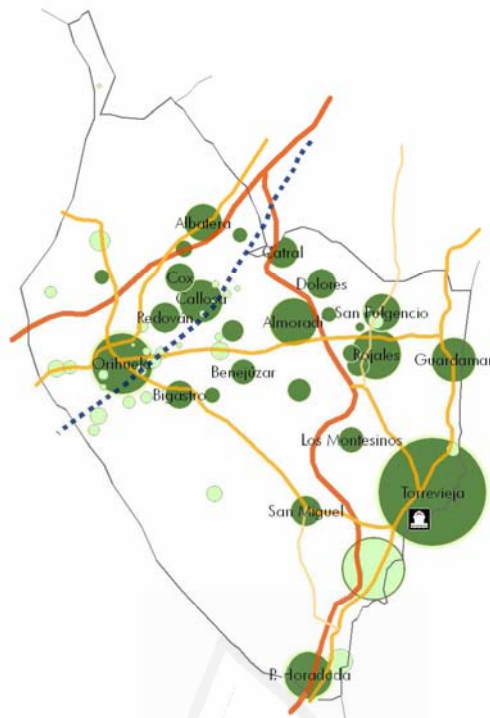 Albatera
Catral
Cox
Dolores
Callosa
Redován
San Fulgencio
Almoradí
Orihuela
Rojales
Guardamar
Benejúzar
Bigastro
Los Montesinos
Torrevieja
San Miguel
P. Horadada